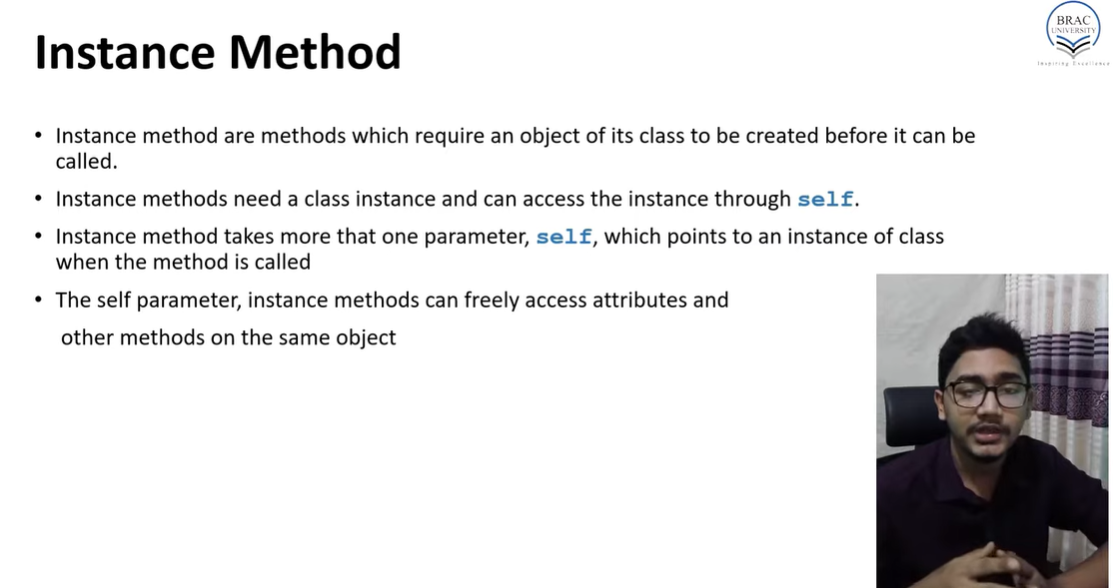 Instance Method
BRAC
UNIVERSITY
Inspiring Excellence
• Instance method are methods which require an object of its class to be created before it can be
called.
• Instance methods need a class instance and can access the instance through self.
• Instance method takes more that one parameter, self, which points to an instance of class
when the method is called
• The self parameter, instance methods can freely access attributes and
other methods on the same object